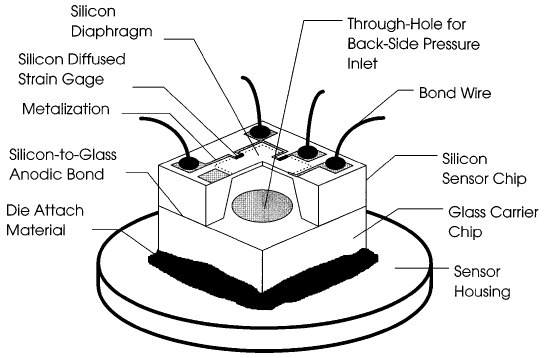 Silicon
Diaphragm
Silicon Diffused
Strain Gage
Metalization
Silicon-to-Glass
Anodic Bond
Die Attach
Material
Through-Hole for
Back-Side Pressure
Inlet
Bond Wire
Silicon
Sensor Chip
Glass Carrier
Chip
Sensor
Housing